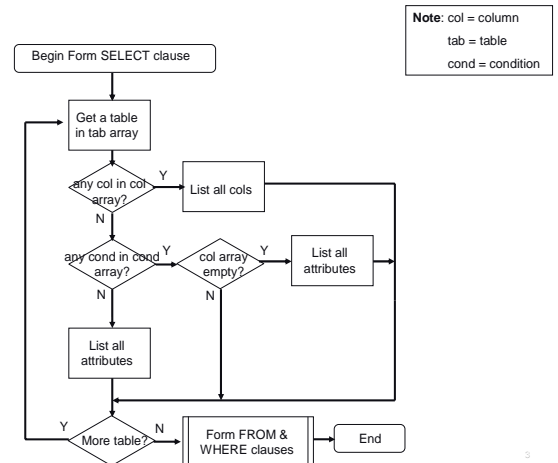 Note: col = column
tab = table
cond = condition
Begin Form SELECT clause
Get a table
in tab array
any col in col
array?
Y
List all cols
N
any cond in cond
array?
Y
col array
empty?
Y
List all
attributes
N
N
List all
attributes
Y
More table?
N
Form FROM &
WHERE clauses
End
3